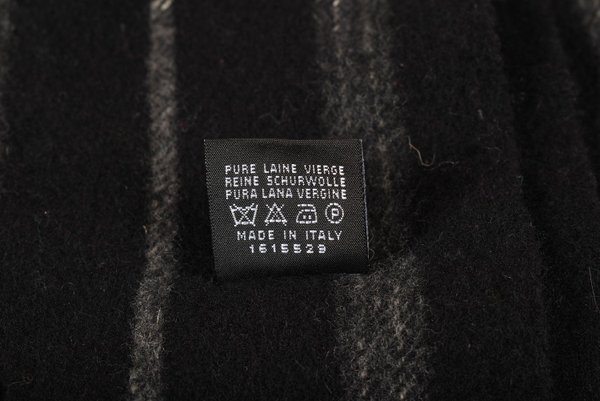 PURE LAINE VIERGE
REINE SCHURWOLLE
PURA LANA VERGINE
P
MADE IN ITALY
1615529